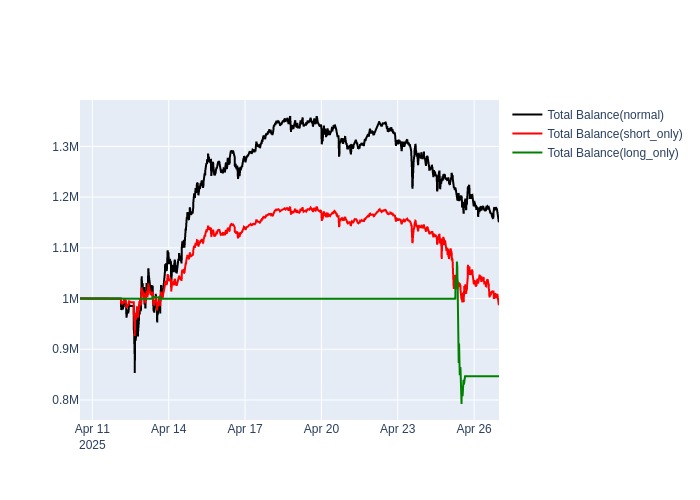 Total Balance(normal)
Total Balance(short_only)
Total Balance(long_only)
1.3M
1.2M
1.1M
1M
0.9M
0.8M
Apr 11 Apr 14 Apr 17 Apr 20 Apr 23 Apr 26
2025